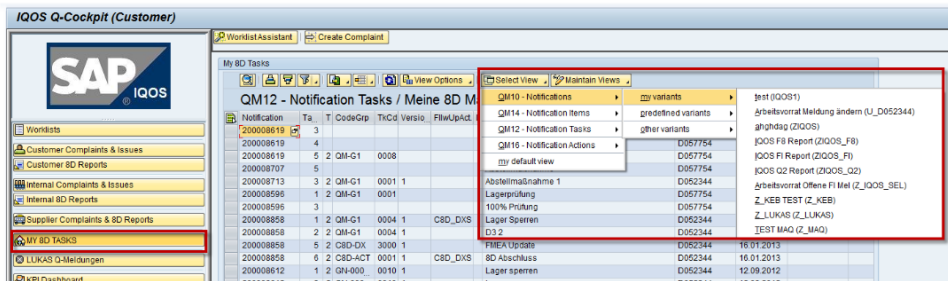 IQOS Q-Cockpit (Customer)
Worklist Assistant Create Complaint
SAP
® IQOS
Worklists
Customer Complaints & Issues
Customer 8D Reports
Internal Complaints & Issues
Internal 8D Reports
Supplier Complaints & 8D Reports
MY 8D TASKS
LUKAS Q-Meldungen
KPI Dashboard
My 8D Tasks
View Options Select View Maintain Views
QM12 - Notification Tasks / Meine 8D M
Notification Ta... T CodeGrp TkCd Versio FllwUpAct.
200008619 3
200008619 4
200008619 5 2 QM-G1 0008
200008707 5
200008713 3 2 QM-G1 0001 1 Abstellmaßnahme 1 D052344
200008596 1 2 QM-G1 0001 Lagerprüfung D057754
200008596 3 100% Prüfung D057754
200008858 1 2 QM-G1 0004 1 C8D_DXS Lager Sperren D052344
200008858 2 2 QM-G1 0004 1 D3 2 D052344
200008858 5 2 C8D-DX 3000 1 FMEA Update D052344 16.01.2013
200008858 6 2 C8D-ACT 0001 1 C8D_DXS 8D Abschluss D052344 16.01.2013
200008612 1 2 GN-000 0010 1 Lager sperren D052344 12.09.2012
QM10 - Notifications
QM14 - Notification Items
QM12 - Notification Tasks
QM16 - Notification Actions
my default view
my variants
predefined variants
other variants
D057754
D057754
test (IQOS1)
Arbeitsvorrat Meldung ändern (U_D052344)
ahghdag (ZIQOS)
IQOS F8 Report (ZIQOS_F8)
IQOS FI Report (ZIQOS_FI)
IQOS Q2 Report (ZIQOS_Q2)
Arbeitsvorrat Offene FI Mel (Z_IQOS_SEL)
Z_KEB TEST (Z_KEB)
Z_LUKAS (Z_LUKAS)
TEST MAQ (Z_MAQ)